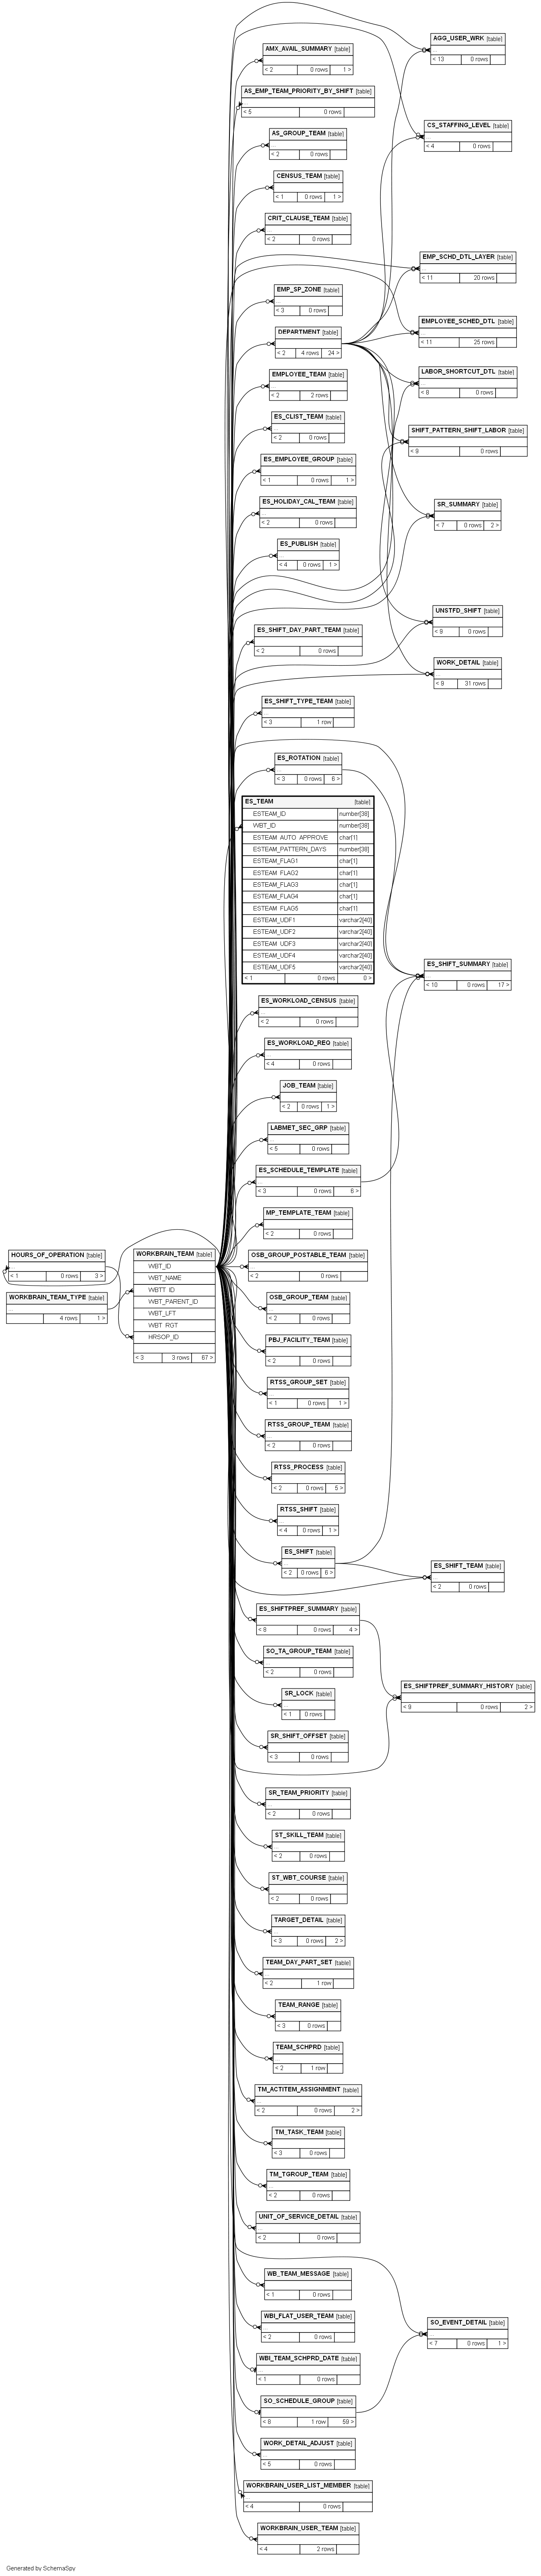 AGG_USER_WRK [table]
...
< 13 0 rows
AMX_AVAIL_SUMMARY [table]
...
< 2 0 rows 1 >
AS_EMP_TEAM_PRIORITY_BY_SHIFT [table]
...
< 5 0 rows
CS_STAFFING_LEVEL [table]
...
< 4 0 rows
AS_GROUP_TEAM [table]
...
< 2 0 rows
CENSUS_TEAM [table]
...
< 1 0 rows 1 >
CRIT_CLAUSE_TEAM [table]
...
< 2 0 rows
EMP_SCHD_DTL_LAYER [table]
...
< 11 20 rows
EMP_SP_ZONE [table]
...
< 3 0 rows
EMPLOYEE_SCHED_DTL [table]
...
< 11 25 rows
DEPARTMENT [table]
...
< 2 4 rows 24 >
LABOR_SHORTCUT_DTL [table]
...
< 8 0 rows
EMPLOYEE_TEAM [table]
...
< 2 2 rows
ES_CLIST_TEAM [table]
...
< 2 0 rows
SHIFT_PATTERN_SHIFT_LABOR [table]
...
< 9 0 rows
ES_EMPLOYEE_GROUP [table]
...
< 1 0 rows 1 >
ES_HOLIDAY_CAL_TEAM [table]
...
< 2 0 rows
SR_SUMMARY [table]
...
< 7 0 rows 2 >
ES_PUBLISH [table]
...
< 4 0 rows 1 >
UNSTFD_SHIFT [table]
...
< 9 0 rows
ES_SHIFT_DAY_PART_TEAM [table]
...
< 2 0 rows
WORK_DETAIL [table]
...
< 9 31 rows
ES_SHIFT_TYPE_TEAM [table]
...
< 3 1 row
ES_ROTATION [table]
...
< 3 0 rows 6 >
ES_TEAM [table]
ESTEAM_ID number[38]
WBT_ID number[38]
ESTEAM_AUTO_APPROVE char[1]
ESTEAM_PATTERN_DAYS number[38]
ESTEAM_FLAG1 char[1]
ESTEAM_FLAG2 char[1]
ESTEAM_FLAG3 char[1]
ESTEAM_FLAG4 char[1]
ESTEAM_FLAG5 char[1]
ESTEAM_UDF1 varchar2[40]
ESTEAM_UDF2 varchar2[40]
ESTEAM_UDF3 varchar2[40]
ESTEAM_UDF4 varchar2[40]
ESTEAM_UDF5 varchar2[40]
< 1 0 rows 0 >
ES_SHIFT_SUMMARY [table]
...
< 10 0 rows 17 >
ES_WORKLOAD_CENSUS [table]
...
< 2 0 rows
ES_WORKLOAD_REQ [table]
...
< 4 0 rows
JOB_TEAM [table]
...
< 2 0 rows 1 >
LABMET_SEC_GRP [table]
...
< 5 0 rows
ES_SCHEDULE_TEMPLATE [table]
...
< 3 0 rows 6 >
MP_TEMPLATE_TEAM [table]
...
< 2 0 rows
HOURS_OF_OPERATION [table]
...
< 1 0 rows 3 >
WORKBRAIN_TEAM_TYPE [table]
...
4 rows 1 >
WORKBRAIN_TEAM [table]
WBT_ID
WBT_NAME
WBTT_ID
WBT_PARENT_ID
WBT_LFT
WBT_RGT
HRSOP_ID
...
< 3 3 rows 67 >
OSB_GROUP_POSTABLE_TEAM [table]
...
< 2 0 rows
OSB_GROUP_TEAM [table]
...
< 2 0 rows
PBJ_FACILITY_TEAM [table]
...
< 2 0 rows
RTSS_GROUP_SET [table]
...
< 1 0 rows 1 >
RTSS_GROUP_TEAM [table]
...
< 2 0 rows
RTSS_PROCESS [table]
...
< 2 0 rows 5 >
RTSS_SHIFT [table]
...
< 4 0 rows 1 >
ES_SHIFT [table]
...
< 2 0 rows 6 >
ES_SHIFT_TEAM [table]
...
< 2 0 rows
ES_SHIFTPREF_SUMMARY [table]
...
< 8 0 rows 4 >
SO_TA_GROUP_TEAM [table]
...
< 2 0 rows
SR_LOCK [table]
...
< 1 0 rows
ES_SHIFTPREF_SUMMARY_HISTORY [table]
...
< 9 0 rows 2 >
SR_SHIFT_OFFSET [table]
...
< 3 0 rows
SR_TEAM_PRIORITY [table]
...
< 2 0 rows
ST_SKILL_TEAM [table]
...
< 2 0 rows
ST_WBT_COURSE [table]
...
< 2 0 rows
TARGET_DETAIL [table]
...
< 3 0 rows 2 >
TEAM_DAY_PART_SET [table]
...
< 2 1 row
TEAM_RANGE [table]
...
< 3 0 rows
TEAM_SCHPRD [table]
...
< 2 1 row
TM_ACTITEM_ASSIGNMENT [table]
...
< 2 0 rows 2 >
TM_TASK_TEAM [table]
...
< 3 0 rows
TM_TGROUP_TEAM [table]
...
< 2 0 rows
UNIT_OF_SERVICE_DETAIL [table]
...
< 2 0 rows
WB_TEAM_MESSAGE [table]
...
< 1 0 rows
WBI_FLAT_USER_TEAM [table]
...
< 2 0 rows
SO_EVENT_DETAIL [table]
...
< 7 0 rows 1 >
WBI_TEAM_SCHPRD_DATE [table]
...
< 1 0 rows
SO_SCHEDULE_GROUP [table]
...
< 6 1 row 59 >
WORK_DETAIL_ADJUST [table]
...
< 5 0 rows
WORKBRAIN_USER_LIST_MEMBER [table]
...
< 4 0 rows
WORKBRAIN_USER_TEAM [table]
...
< 4 2 rows
Generated by SchemaSpy